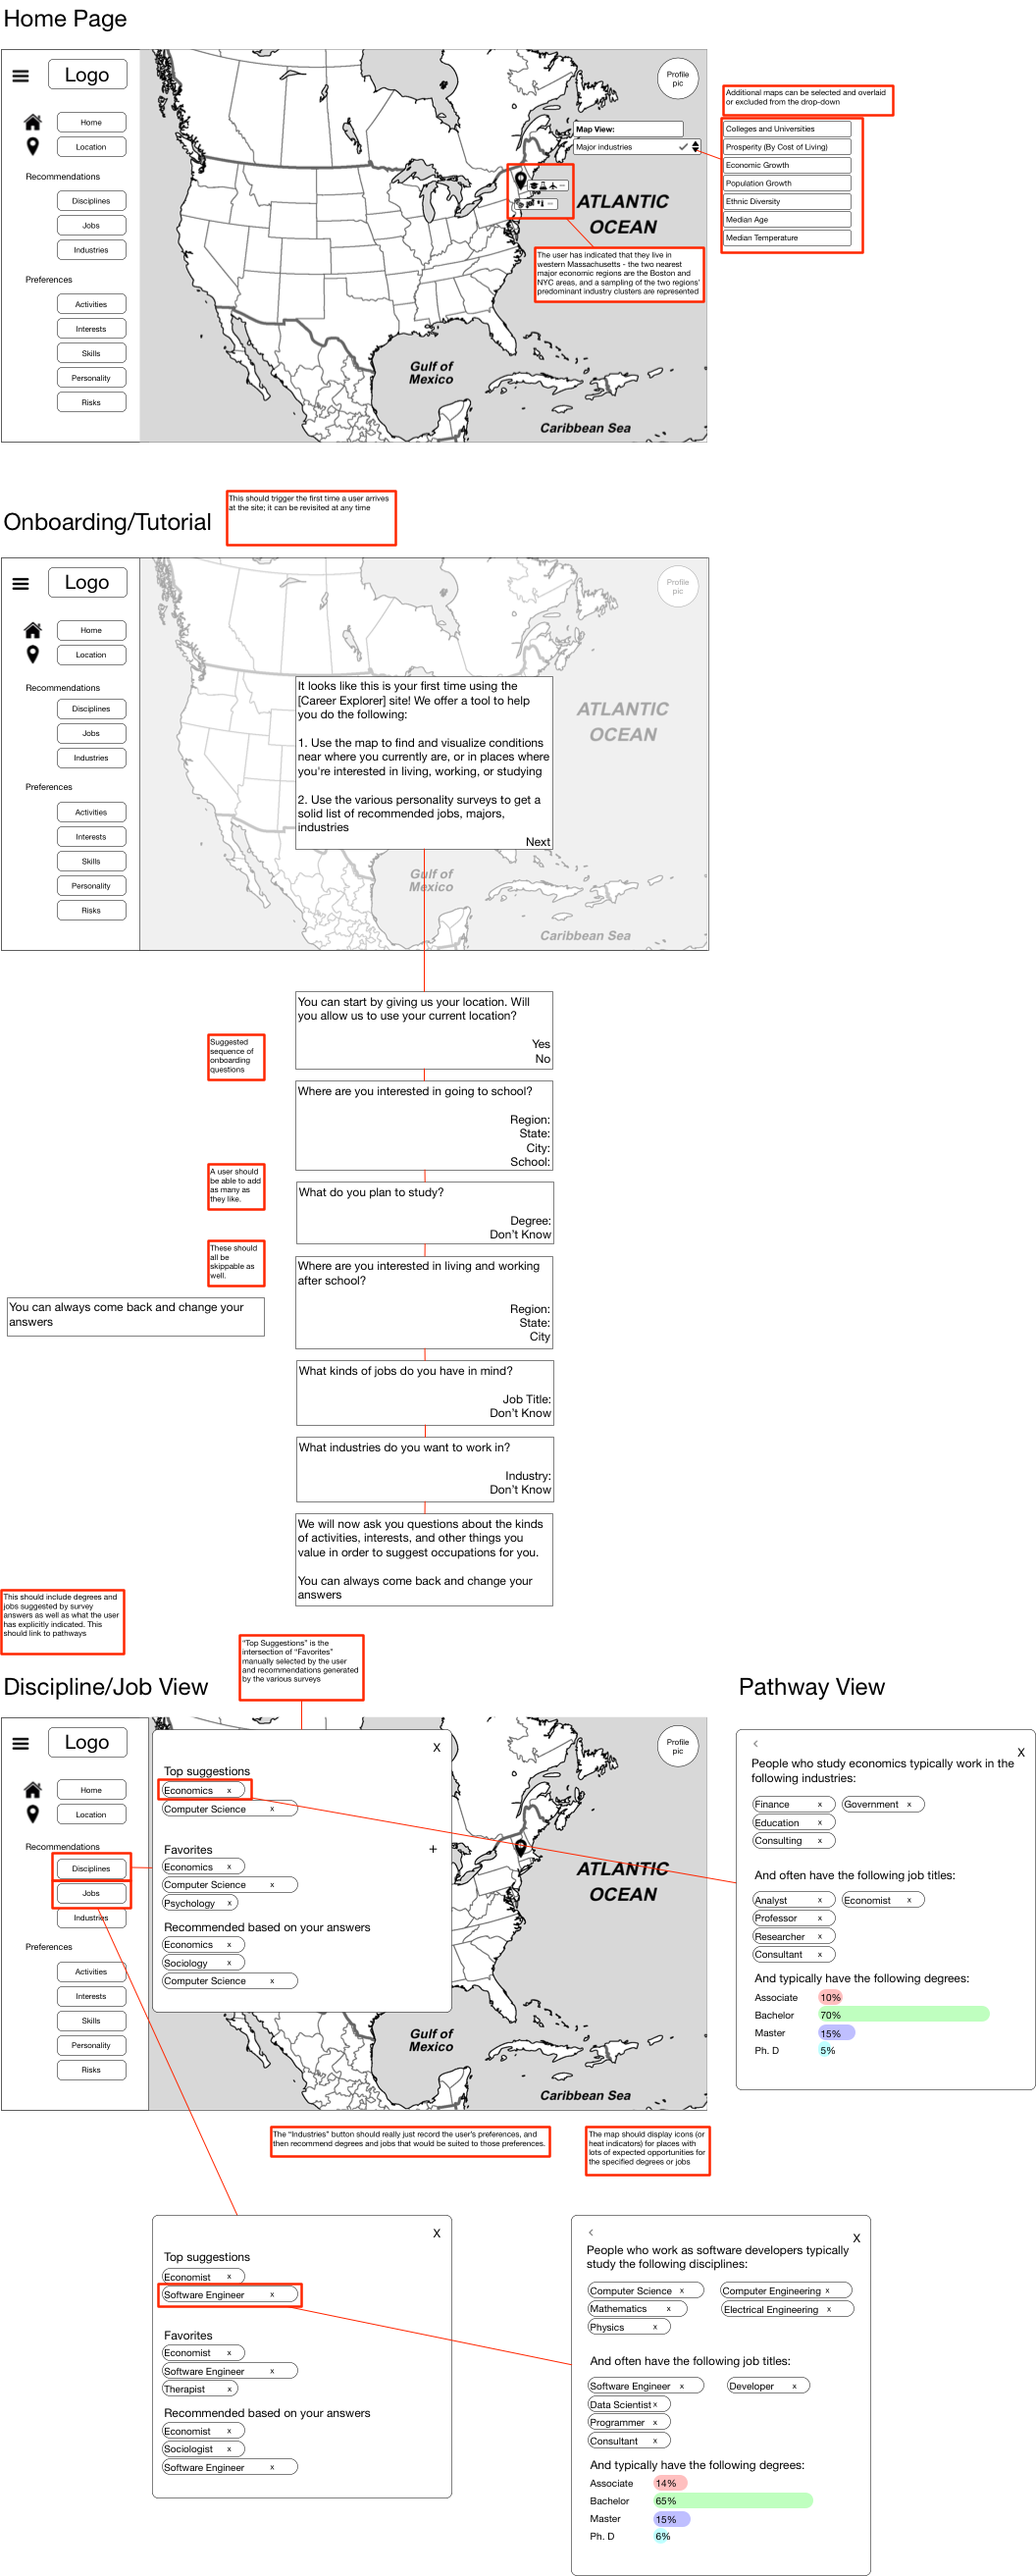 Home Page
Logo
Home
Location
Recommendations
Disciplines
Jobs
Industries
Preferences
Activities
Interests
Skills
Personality
Risks
Profile
pic
Map View:
Major industries
ATLANTIC
OCEAN
Gulf of
Mexico
Caribbean Sea
The user has indicated that they live in
western Massachusetts - the two nearest
major economic regions are the Boston and
NYC areas, and a sampling of the two regions'
predominant industry clusters are represented
Additional maps can be selected and overlaid
or excluded from the drop-down
Colleges and Universities
Prosperity (By Cost of Living)
Economic Growth
Population Growth
Ethnic Diversity
Median Age
Median Temperature
Onboarding/Tutorial
This should trigger the first time a user arrives
at the site; it can be revisited at any time
Logo
Home
Location
Recommendations
Disciplines
Jobs
Industries
Preferences
Activities
Interests
Skills
Personality
Risks
Profile
pic
ATLANTIC
OCEAN
Gulf of
Mexico
Caribbean Sea
It looks like this is your first time using the
[Career Explorer] site! We offer a tool to help
you do the following:
1. Use the map to find and visualize conditions
near where you currently are, or in places where
you're interested in living, working, or studying
2. Use the various personality surveys to get a
solid list of recommended jobs, majors,
industries
Next
You can start by giving us your location. Will
you allow us to use your current location?
Yes
No
Suggested
sequence of
onboarding
questions
Where are you interested in going to school?
Region:
State:
City:
School:
A user should
be able to add
as many as
they like.
What do you plan to study?
Degree:
Don't Know
These should
all be
skippable as
well.
Where are you interested in living and working
after school?
Region:
State:
City
You can always come back and change your
answers
What kinds of jobs do you have in mind?
Job Title:
Don't Know
What industries do you want to work in?
Industry:
Don't Know
We will now ask you questions about the kinds
of activities, interests, and other things you
value in order to suggest occupations for you.
You can always come back and change your
answers
This should include degrees and
jobs suggested by survey
answers as well as what the user
has explicitly indicated. This
should link to pathways
"Top Suggestions" is the
intersection of "Favorites"
manually selected by the user
and recommendations generated
by the various surveys
Discipline/Job View
Logo
Home
Location
Recommendations
Disciplines
Jobs
Industries
Preferences
Activities
Interests
Skills
Personality
Risks
X
Top suggestions
Economics x
Computer Science x
Favorites +
Economics x
Computer Science x
Psychology x
Recommended based on your answers
Economics x
Sociology x
Computer Science x
Profile
pic
ATLANTIC
OCEAN
Gulf of
Mexico
Caribbean Sea
Pathway View
<
X
People who study economics typically work in the
following industries:
Finance x Government x
Education x
Consulting x
And often have the following job titles:
Analyst x Economist x
Professor x
Researcher x
Consultant x
And typically have the following degrees:
Associate 10%
Bachelor 70%
Master 15%
Ph. D 5%
The "Industries" button should really just record the user's preferences, and
then recommend degrees and jobs that would be suited to those preferences.
The map should display icons (or
heat indicators) for places with
lots of expected opportunities for
the specified degrees or jobs
X
Top suggestions
Economist x
Software Engineer x
Favorites
Economist x
Software Engineer x
Therapist x
Recommended based on your answers
Economist x
Sociologist x
Software Engineer x
<
X
People who work as software developers typically
study the following disciplines:
Computer Science x Computer Engineering x
Mathematics x Electrical Engineering x
Physics x
And often have the following job titles:
Software Engineer x Developer x
Data Scientist x
Programmer x
Consultant x
And typically have the following degrees:
Associate 14%
Bachelor 65%
Master 15%
Ph. D 6%